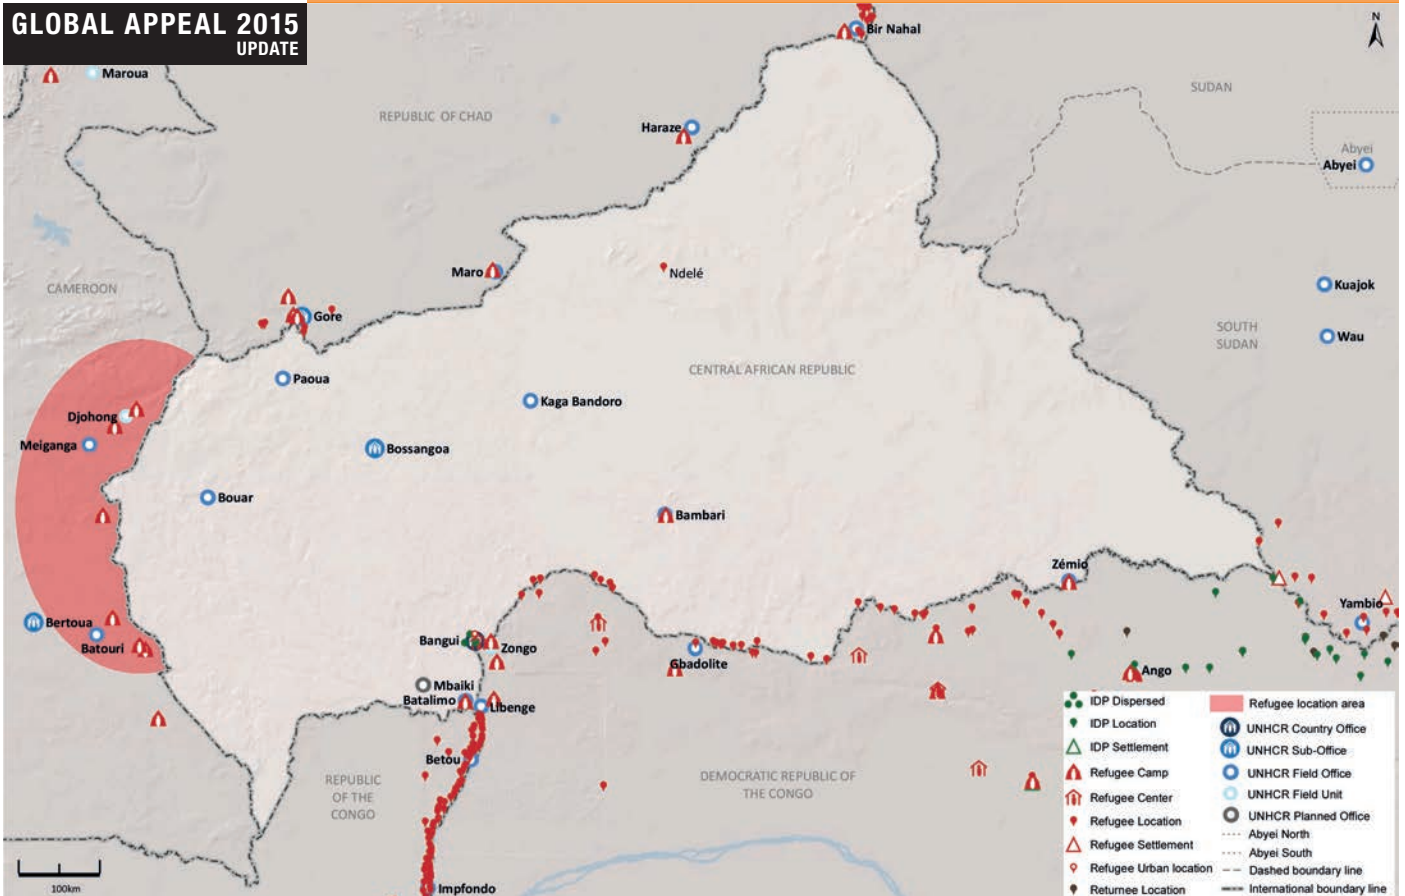 GLOBAL APPEAL 2015
UPDATE
N
Bir Nahal
Maroua
SUDAN
REPUBLIC OF CHAD
Haraze
Abyei
Abyei
Maro
Ndelé
CAMEROON
Kuajok
Gore
SOUTH
SUDAN
Wau
CENTRAL AFRICAN REPUBLIC
Paoua
Kaga Bandoro
Djohong
Meiganga
Bossangoa
Bouar
Bambari
Zémio
Yambio
Bertoua
Batouri
Bangui
Zongo
Gbadolite
Ango
Mbaiki
Batalimo
Libenge
Betou
REPUBLIC
OF THE
CONGO
DEMOCRATIC REPUBLIC OF
THE CONGO
Impfondo
100km
IDP Dispersed
IDP Location
IDP Settlement
Refugee Camp
Refugee Center
Refugee Location
Refugee Settlement
Refugee Urban location
Returnee Location
Refugee location area
UNHCR Country Office
UNHCR Sub-Office
UNHCR Field Office
UNHCR Field Unit
UNHCR Planned Office
Abyei North
Abyei South
Dashed boundary line
International boundary line